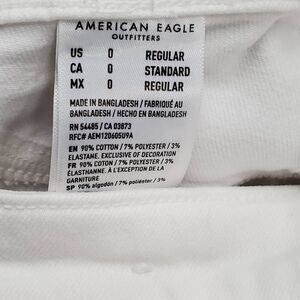 AMERICAN EAGLE
OUTFITTERS
US 0 REGULAR
CA 0 STANDARD
MX 0 REGULAR
MADE IN BANGLADESH / FABRIQUÉ AU
BANGLADESH / HECHO EN BANGLADESH
RN 54485 / CA 03873
RFC# AEM120605U9A
EN 90% COTTON / 7% POLYESTER / 3%
ELASTANE, EXCLUSIVE OF DECORATION
FR 90% COTON / 7% POLYESTER / 3%
ÉLASTHANNE, À L'EXCEPTION DE LA
GARNITURE
SP 90% algodón / 7% poliéster / 3%